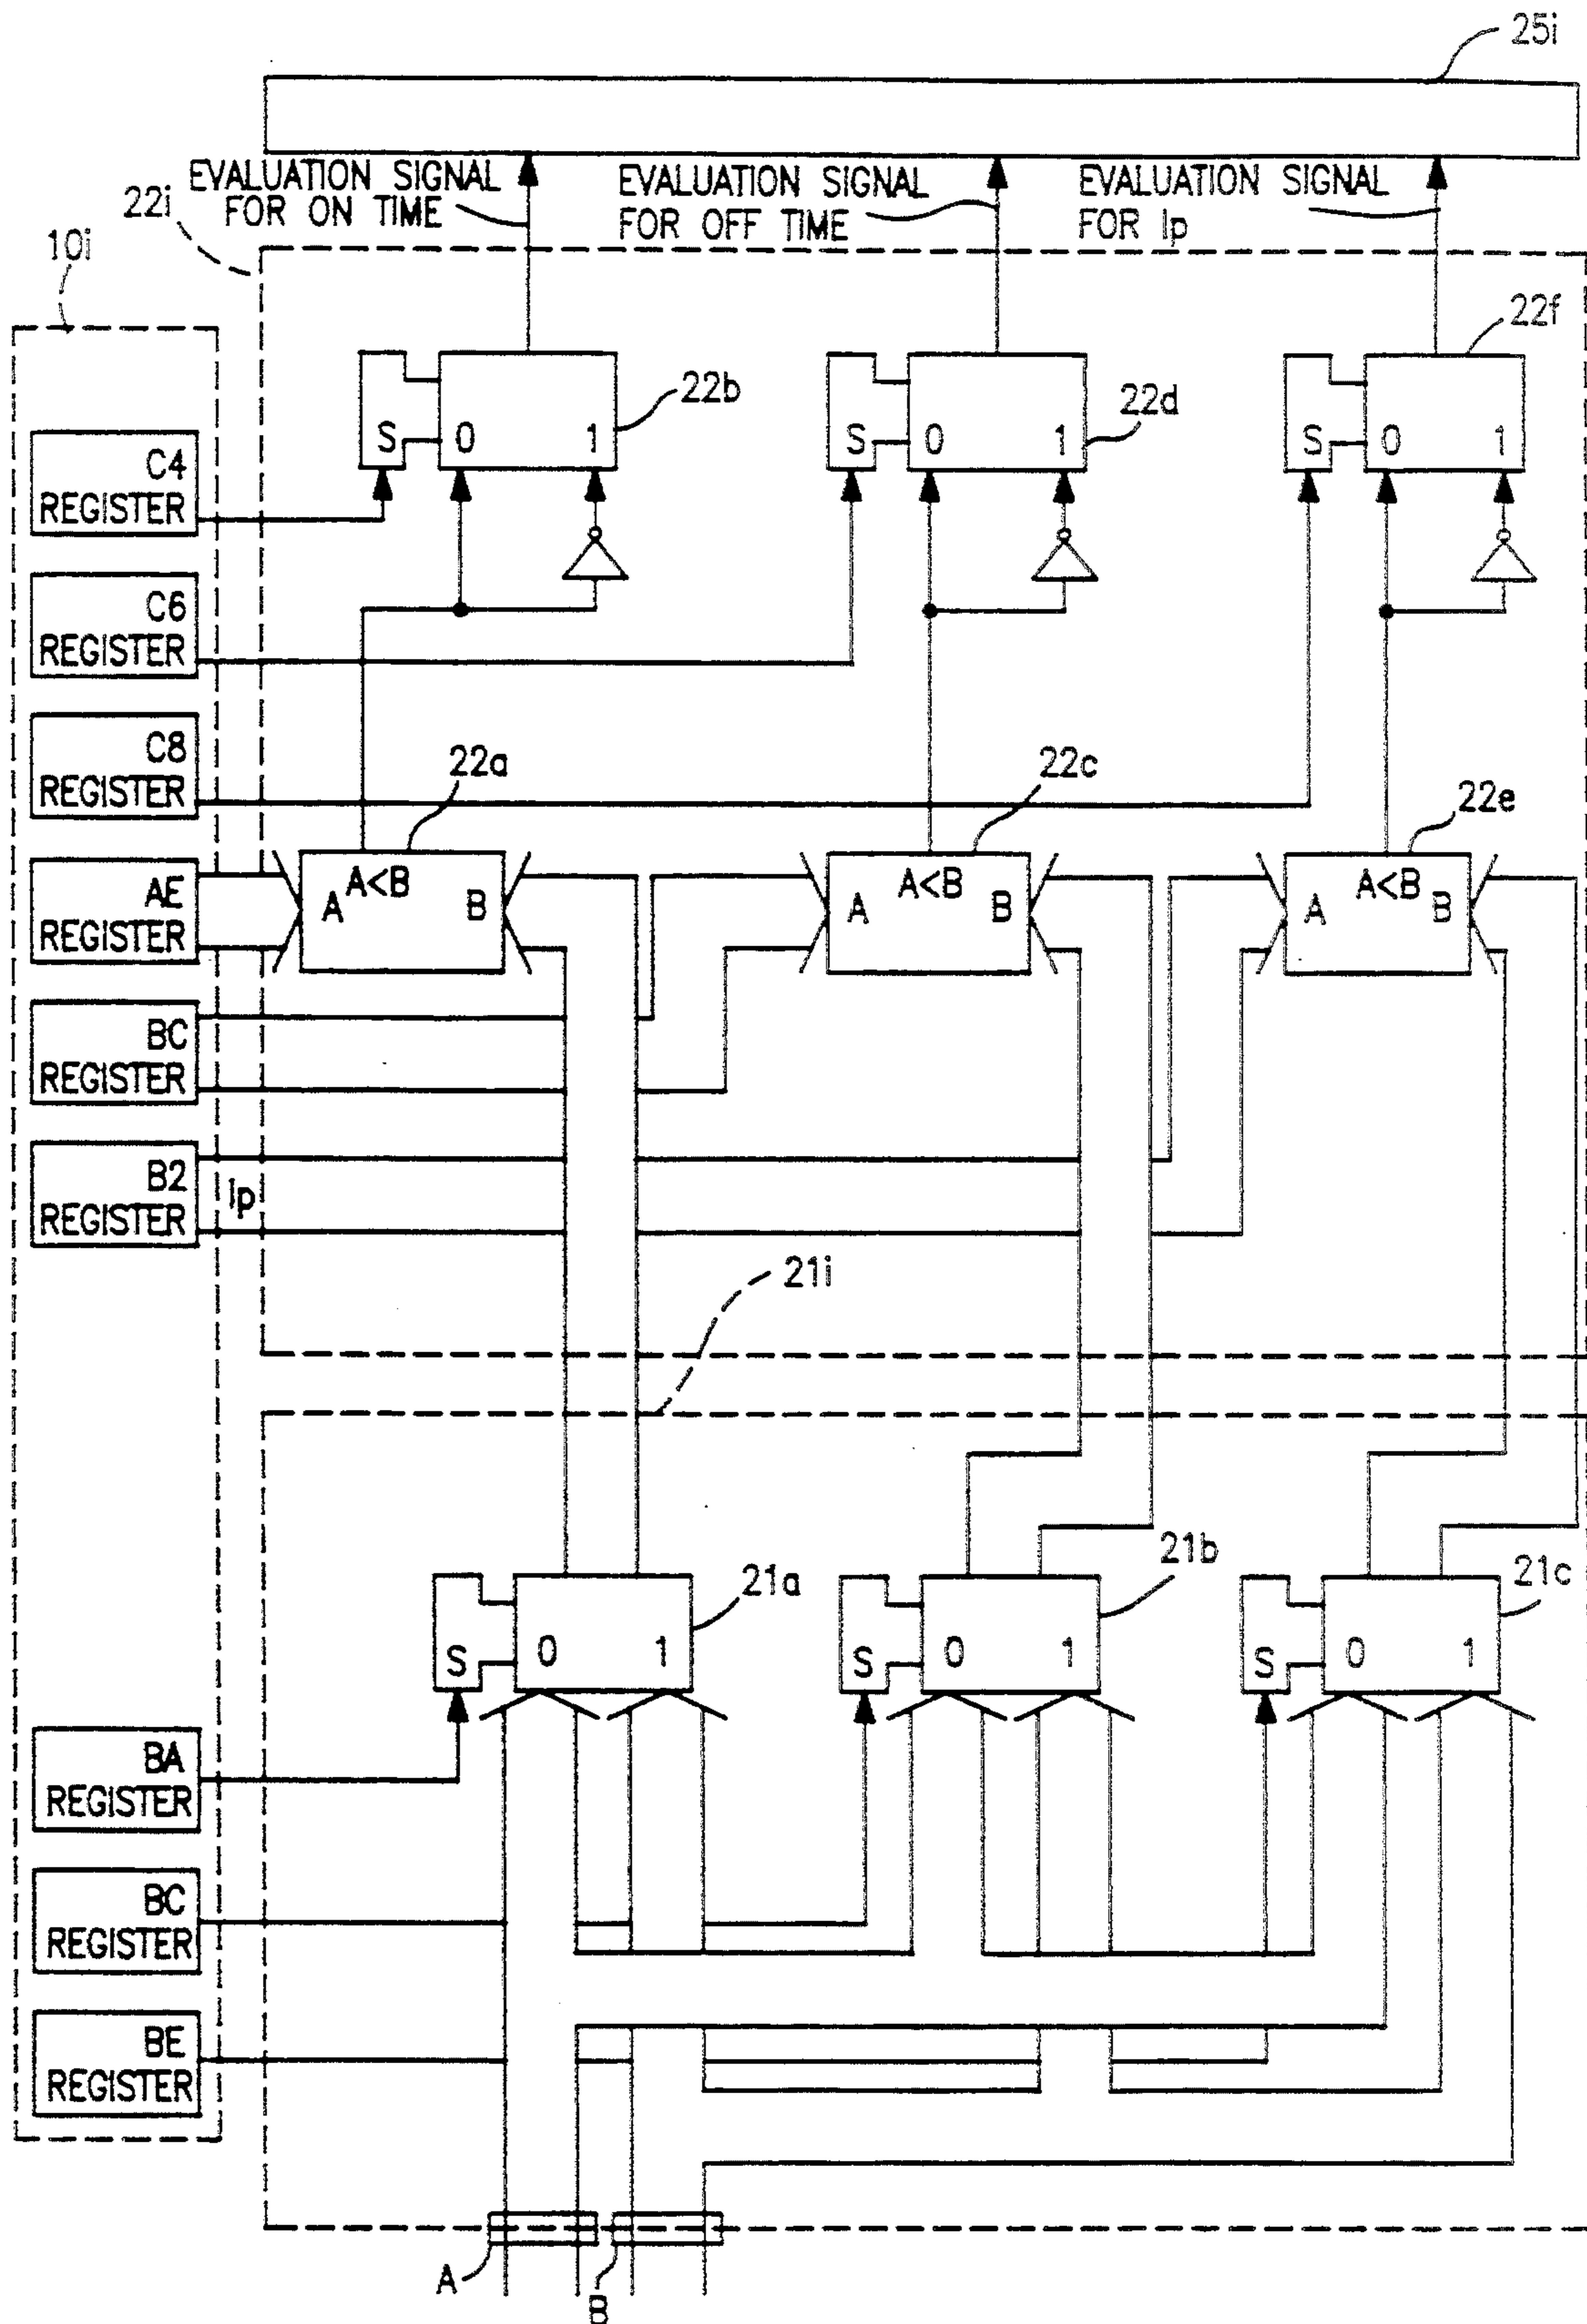 25i
EVALUATION SIGNAL
FOR ON TIME
EVALUATION SIGNAL
FOR OFF TIME
EVALUATION SIGNAL
FOR Ip
22i
10i
22f
22b
22d
S 0 1
S 0 1
S 0 1
C4
REGISTER
C6
REGISTER
C8
REGISTER
22a
22c
22e
AE
REGISTER
A A<B B
A A<B B
A A<B B
BC
REGISTER
B2
REGISTER
Ip
21i
21a
21b
21c
S 0 1
S 0 1
S 0 1
BA
REGISTER
BC
REGISTER
BE
REGISTER
A
B